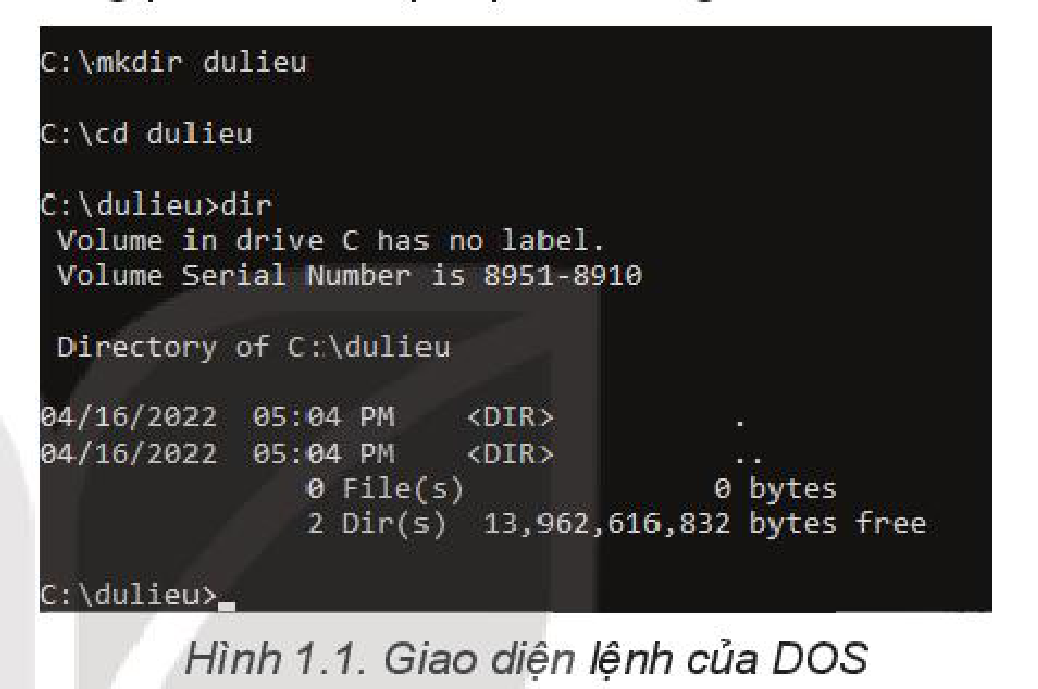 C:\mkdir dulieu
C:\cd dulieu
C:\dulieu>dir
Volume in drive C has no label.
Volume Serial Number is 8951-8910
Directory of C:\dulieu
04/16/2022 05:04 PM <DIR> .
04/16/2022 05:04 PM <DIR> ..
0 File(s) 0 bytes
2 Dir(s) 13,962,616,832 bytes free
C:\dulieu>_
Hình 1.1. Giao diện lệnh của DOS